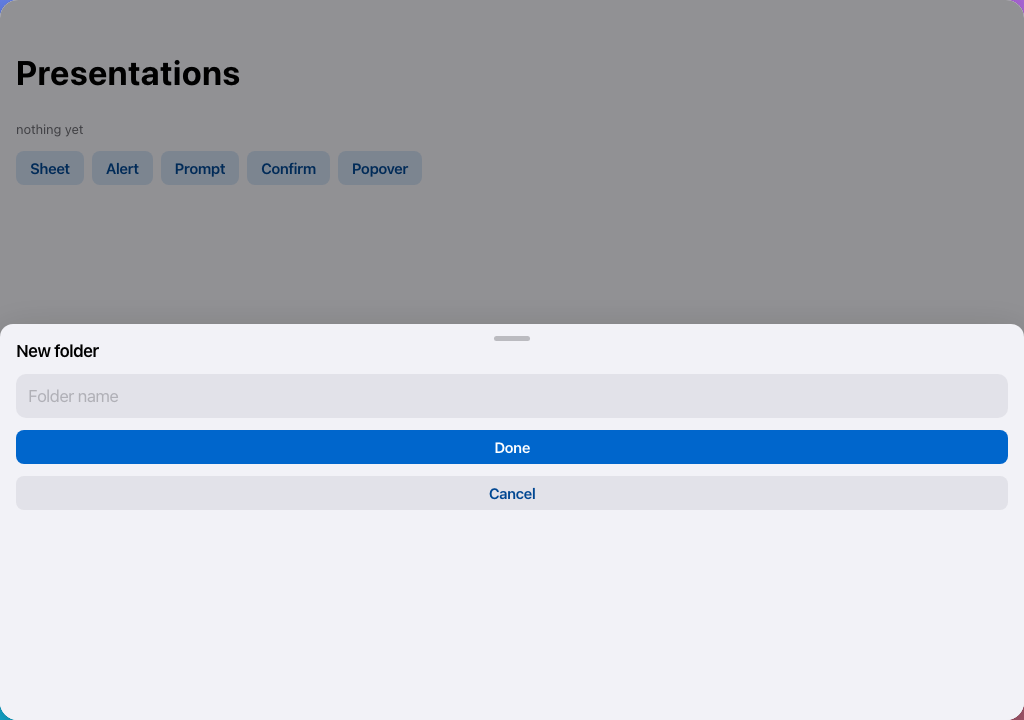 Presentations
nothing yet
Sheet Alert Prompt Confirm Popover
New folder
Folder name
Done
Cancel